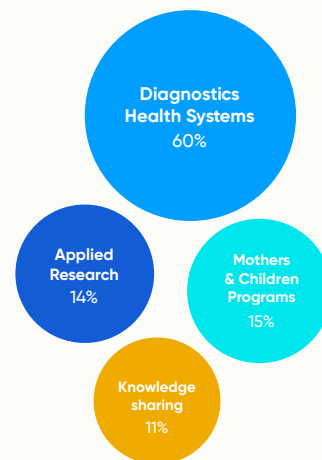 Diagnostics
Health Systems
60%
Applied
Research
14%
Mothers
& Children
Programs
15%
Knowledge
sharing
11%